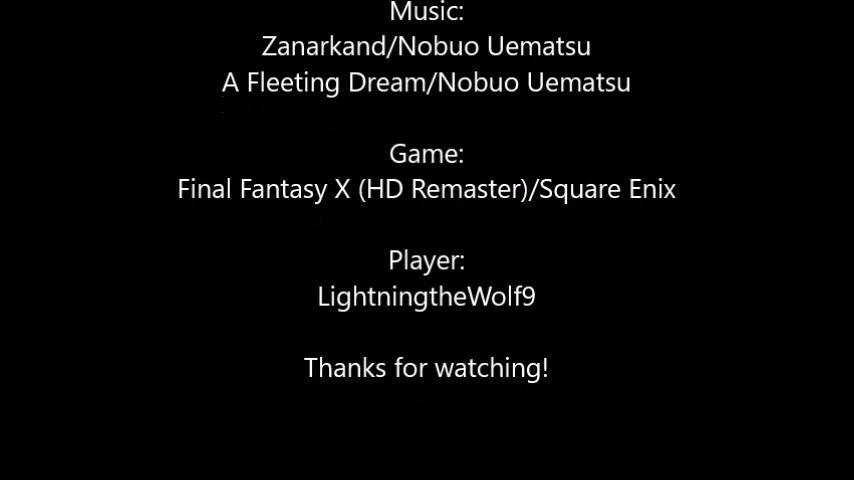 Music:
Zanarkand/Nobuo Uematsu
A Fleeting Dream/Nobuo Uematsu
Game:
Final Fantasy X (HD Remaster)/Square Enix
Player:
LightningtheWolf9
Thanks for watching!